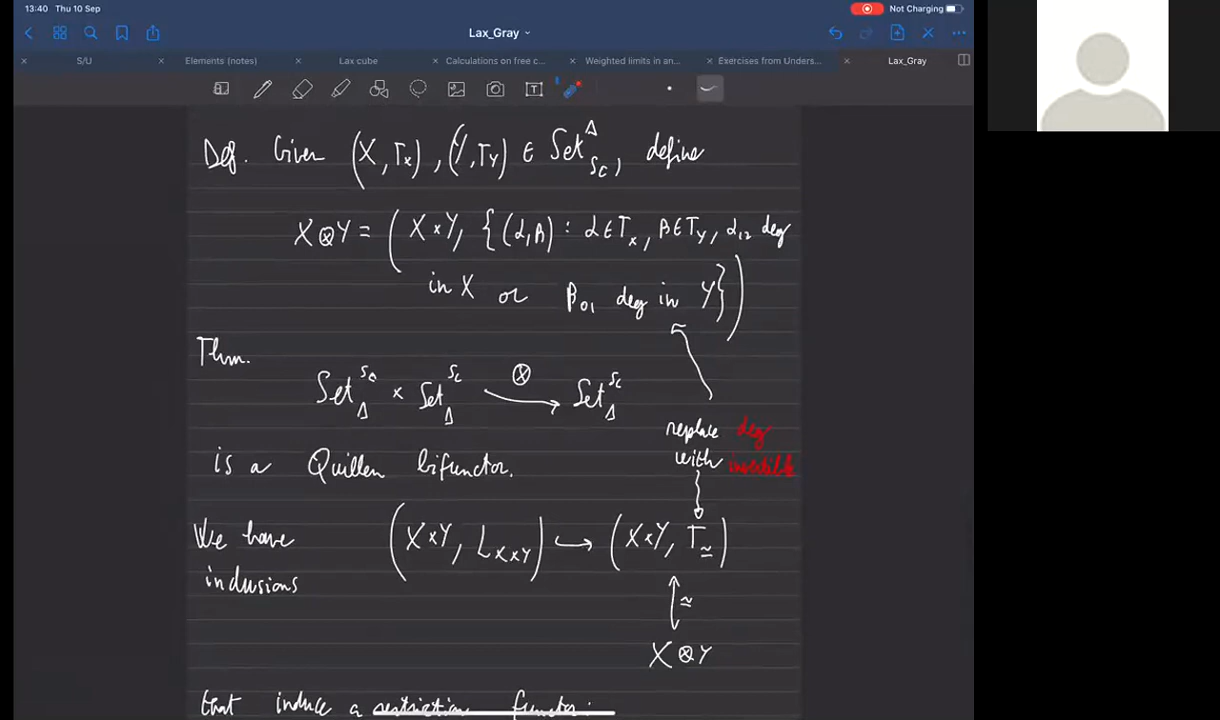 13:40 Thu 10 Sep
Not Charging
Lax_Gray
S/U
Elements (notes)
Lax cube
Calculations on free c...
Weighted limits in an...
Exercises from Unders...
Lax_Gray
Def. Given (X, T_X), (Y, T_Y) ∈ Set^Δ_sc, define
X ⊗ Y = ( X × Y, { (α, β) : α ∈ T_X, β ∈ T_Y, α_12 deg
in X or β_01 deg in Y } )
Thm.
Set^sc_Δ × Set^sc_Δ ⊗→ Set^sc_Δ
replace deg
with invertible
is a Quillen bifunctor.
We have (X × Y, L_X×Y) ↪ (X × Y, T_≃)
inclusions
≃
X ⊗ Y
that induce a restriction functor: